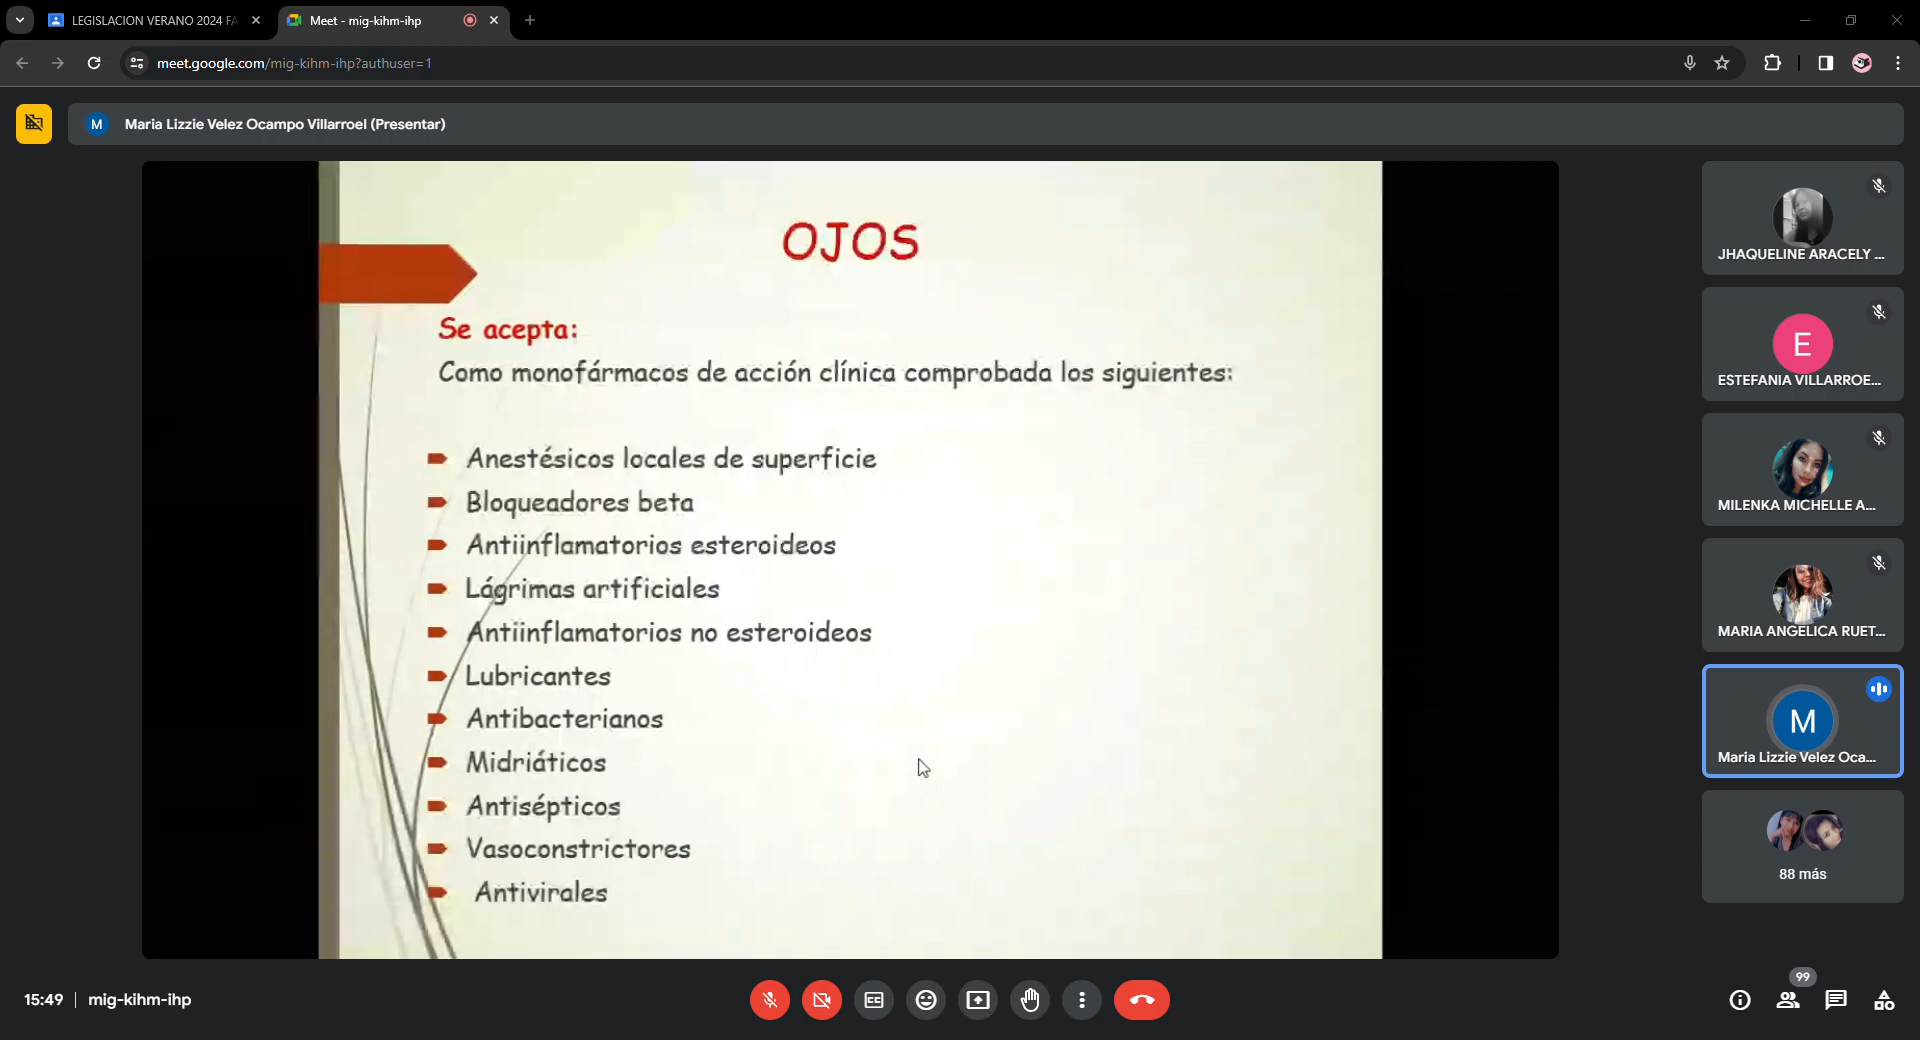 LEGISLACION VERANO 2024 FA
Meet - mig-kihm-ihp
meet.google.com/mig-kihm-ihp?authuser=1
M
Maria Lizzie Velez Ocampo Villarroel (Presentar)
OJOS
Se acepta:
Como monofármacos de acción clínica comprobada los siguientes:
Anestésicos locales de superficie
Bloqueadores beta
Antiinflamatorios esteroideos
Lágrimas artificiales
Antiinflamatorios no esteroideos
Lubricantes
Antibacterianos
Midriáticos
Antisépticos
Vasoconstrictores
Antivirales
JHAQUELINE ARACELY ...
E
ESTEFANIA VILLARROE...
MILENKA MICHELLE A...
MARIA ANGELICA RUET...
M
Maria Lizzie Velez Oca...
88 más
15:49 | mig-kihm-ihp
99